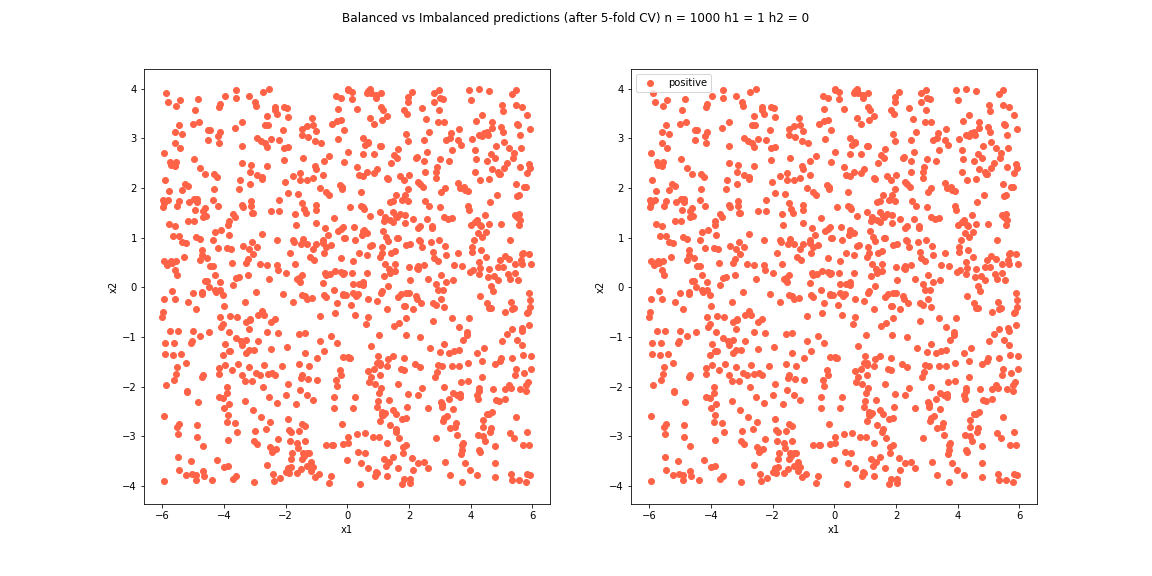 Balanced vs Imbalanced predictions (after 5-fold CV) n = 1000 h1 = 1 h2 = 0
4
3
2
1
0
−1
−2
−3
−4
x2
−6 −4 −2 0 2 4 6
x1
positive
4
3
2
1
0
−1
−2
−3
−4
x2
−6 −4 −2 0 2 4 6
x1